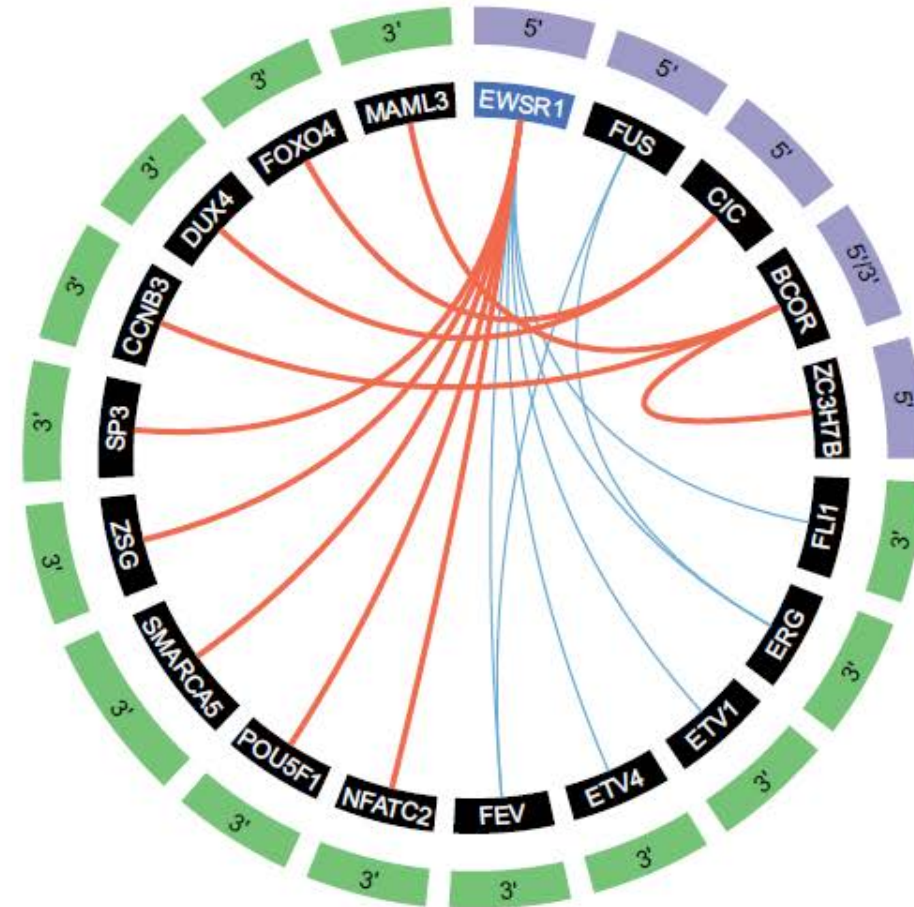 5'
5'
5'
5'/3'
5'
3'
3'
3'
3'
3'
3'
3'
3'
3'
3'
3'
3'
3'
3'
EWSR1
FUS
CIC
BCOR
ZC3H7B
FLI1
ERG
ETV1
ETV4
FEV
NFATC2
POU5F1
SMARCA5
ZSG
SP3
CCNB3
DUX4
FOXO4
MAML3